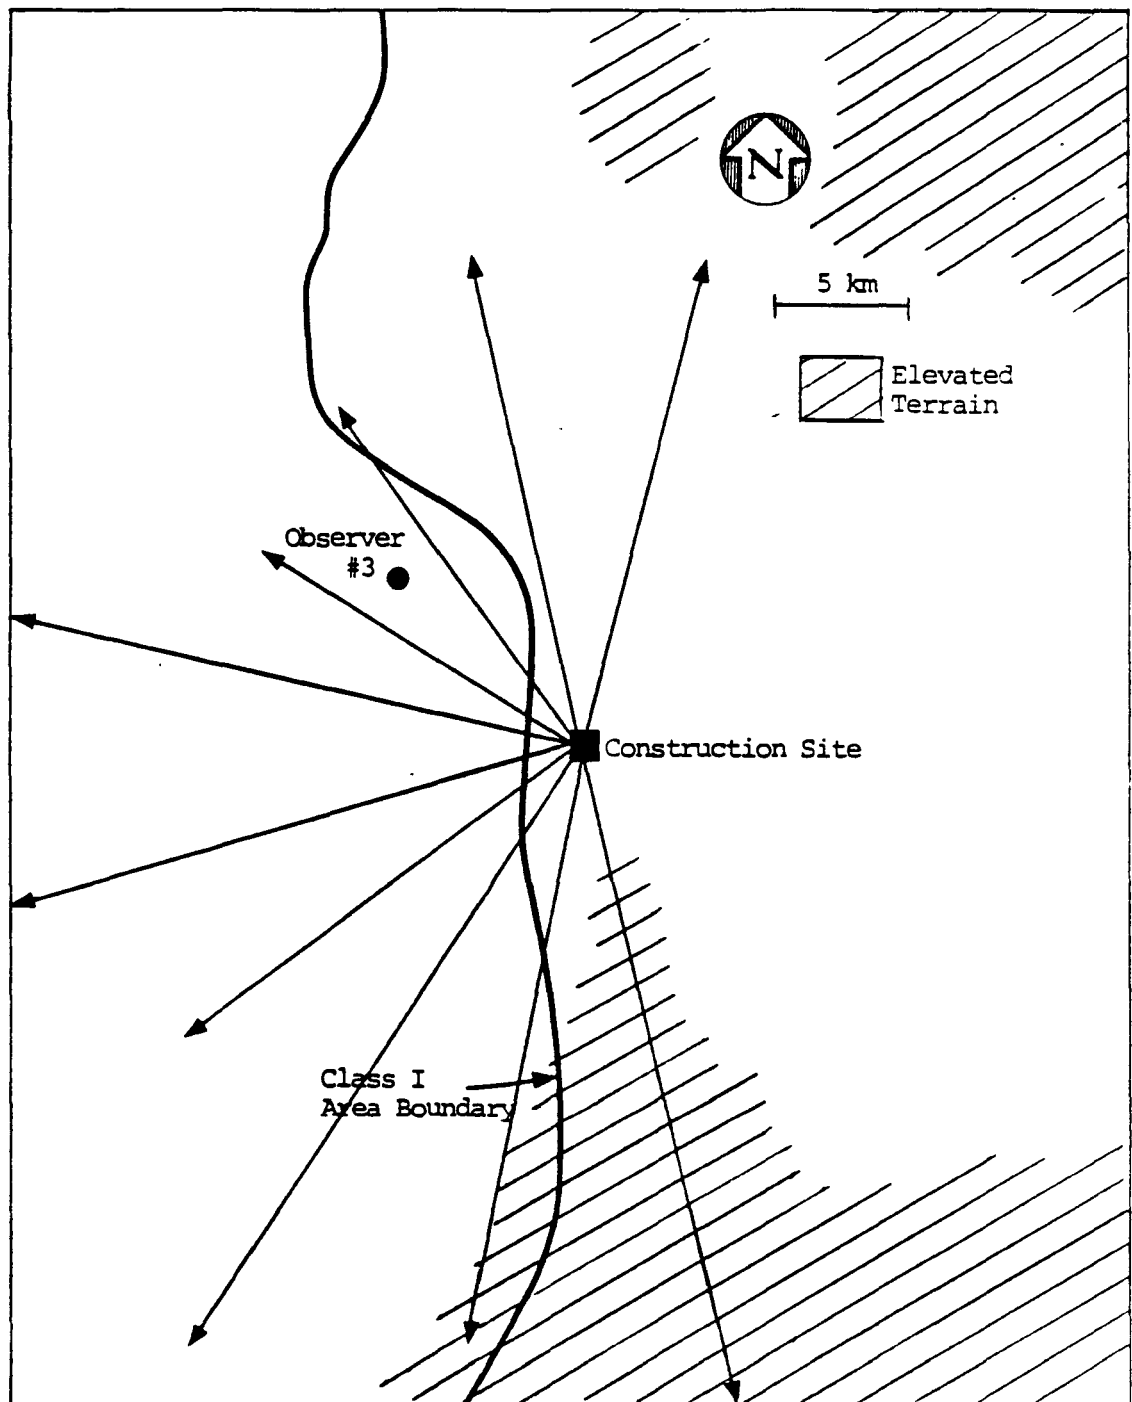 N
5 km
Elevated
Terrain
Observer
#3
Construction Site
Class I
Area Boundary